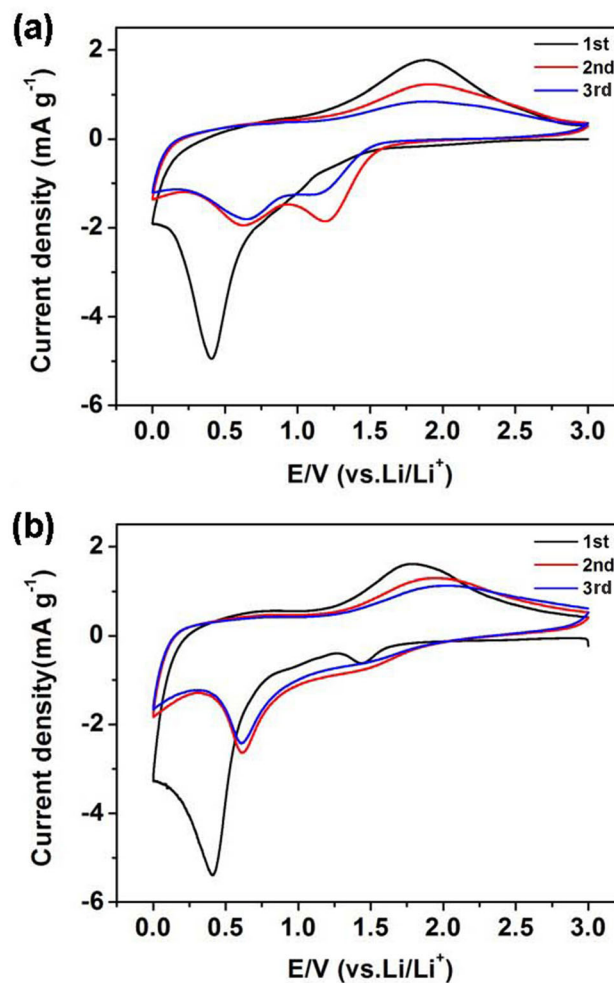 (a)
Current density (mA g⁻¹)
2
0
-2
-4
-6
1st
2nd
3rd
0.0 0.5 1.0 1.5 2.0 2.5 3.0
E/V (vs.Li/Li⁺)
(b)
Current density(mA g⁻¹)
2
0
-2
-4
-6
1st
2nd
3rd
0.0 0.5 1.0 1.5 2.0 2.5 3.0
E/V (vs.Li/Li⁺)